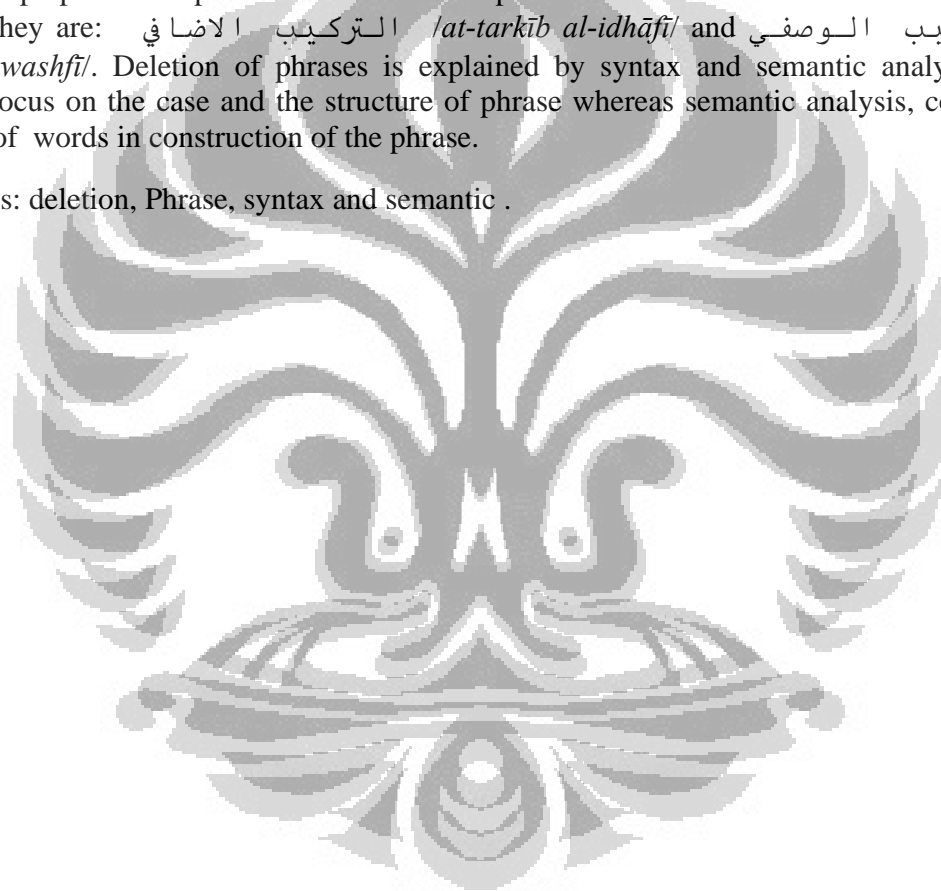 hey are: التركيب الاضافي /at-tarkīb al-idhāfī/ and يب الوصفي
washfī/. Deletion of phrases is explained by syntax and semantic analy
ocus on the case and the structure of phrase whereas semantic analysis, co
of words in construction of the phrase.
s: deletion, Phrase, syntax and semantic .